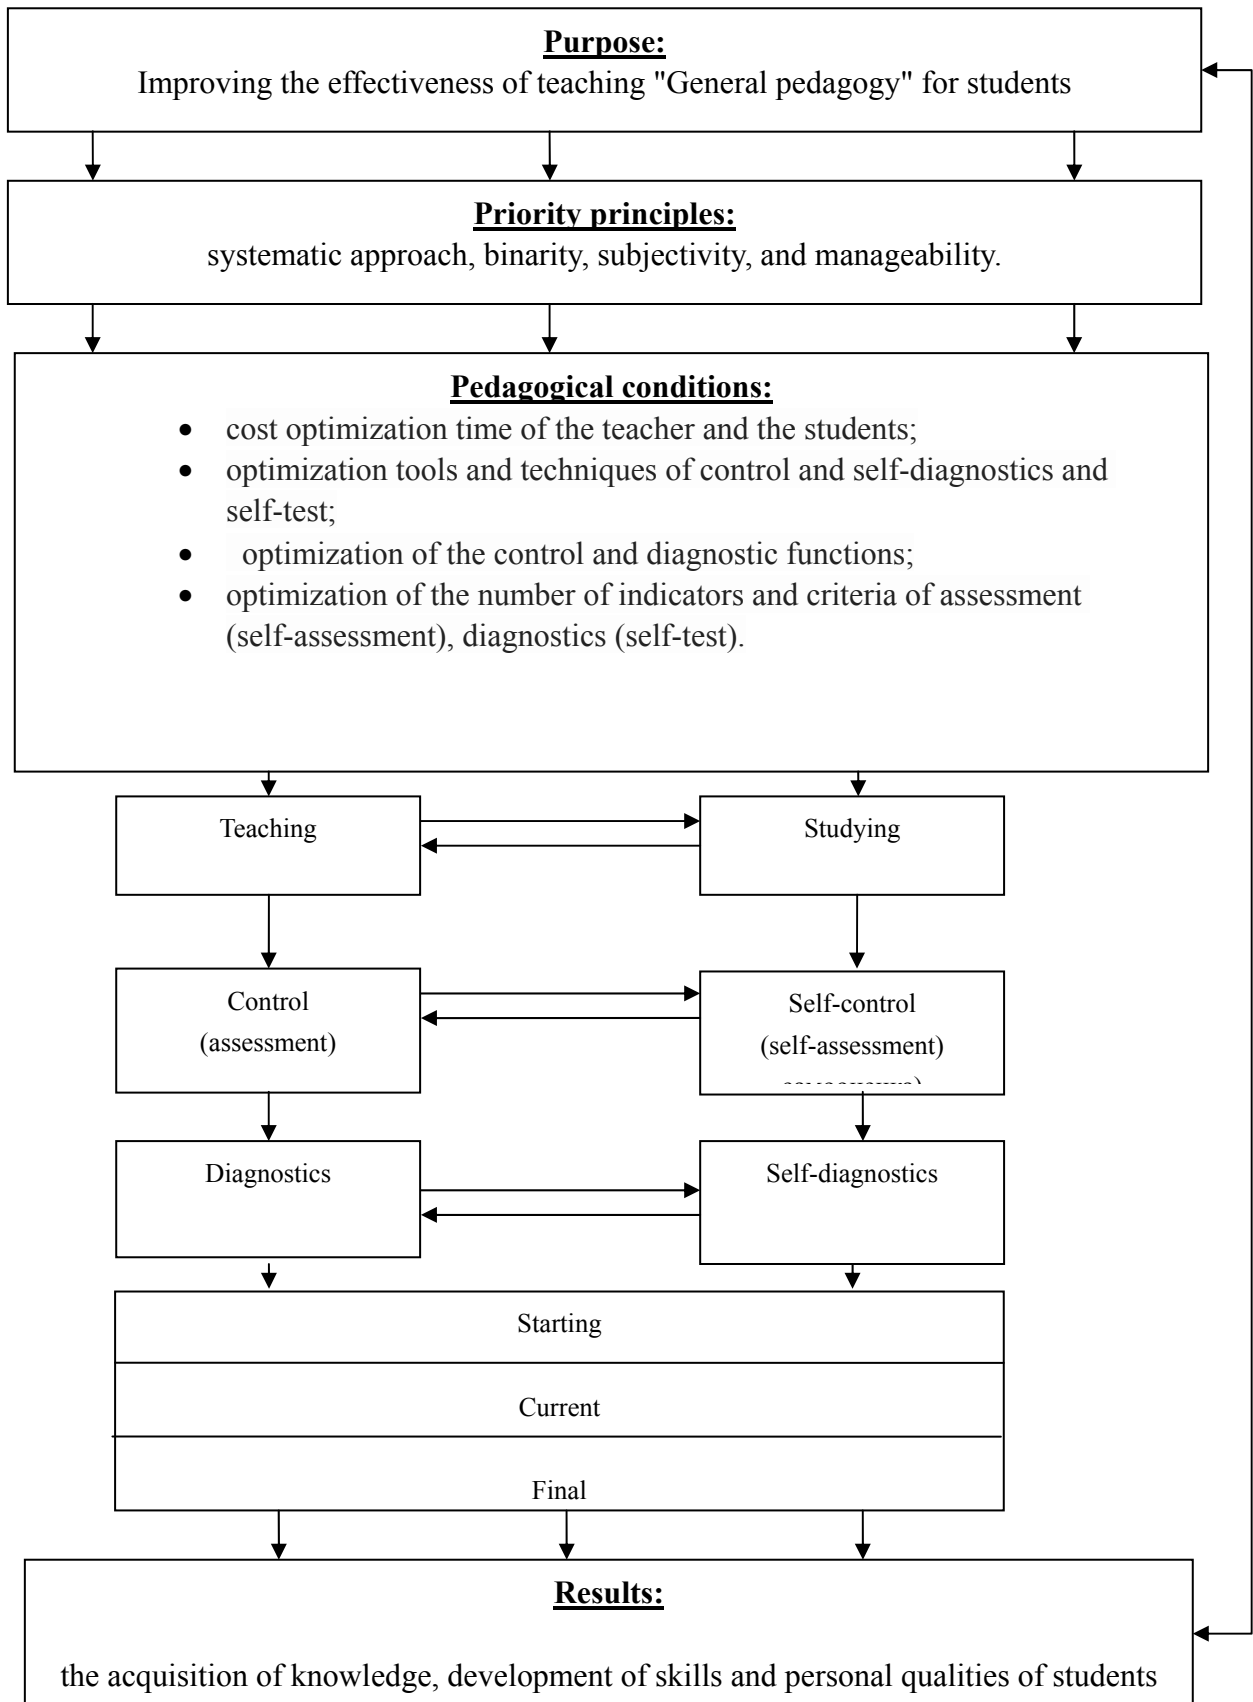 Purpose:
Improving the effectiveness of teaching "General pedagogy" for students
Priority principles:
systematic approach, binarity, subjectivity, and manageability.
Pedagogical conditions:
• cost optimization time of the teacher and the students;
• optimization tools and techniques of control and self-diagnostics and
self-test;
• optimization of the control and diagnostic functions;
• optimization of the number of indicators and criteria of assessment
(self-assessment), diagnostics (self-test).
Teaching
Studying
Control
(assessment)
Self-control
(self-assessment)
Diagnostics
Self-diagnostics
Starting
Current
Final
Results:
the acquisition of knowledge, development of skills and personal qualities of students